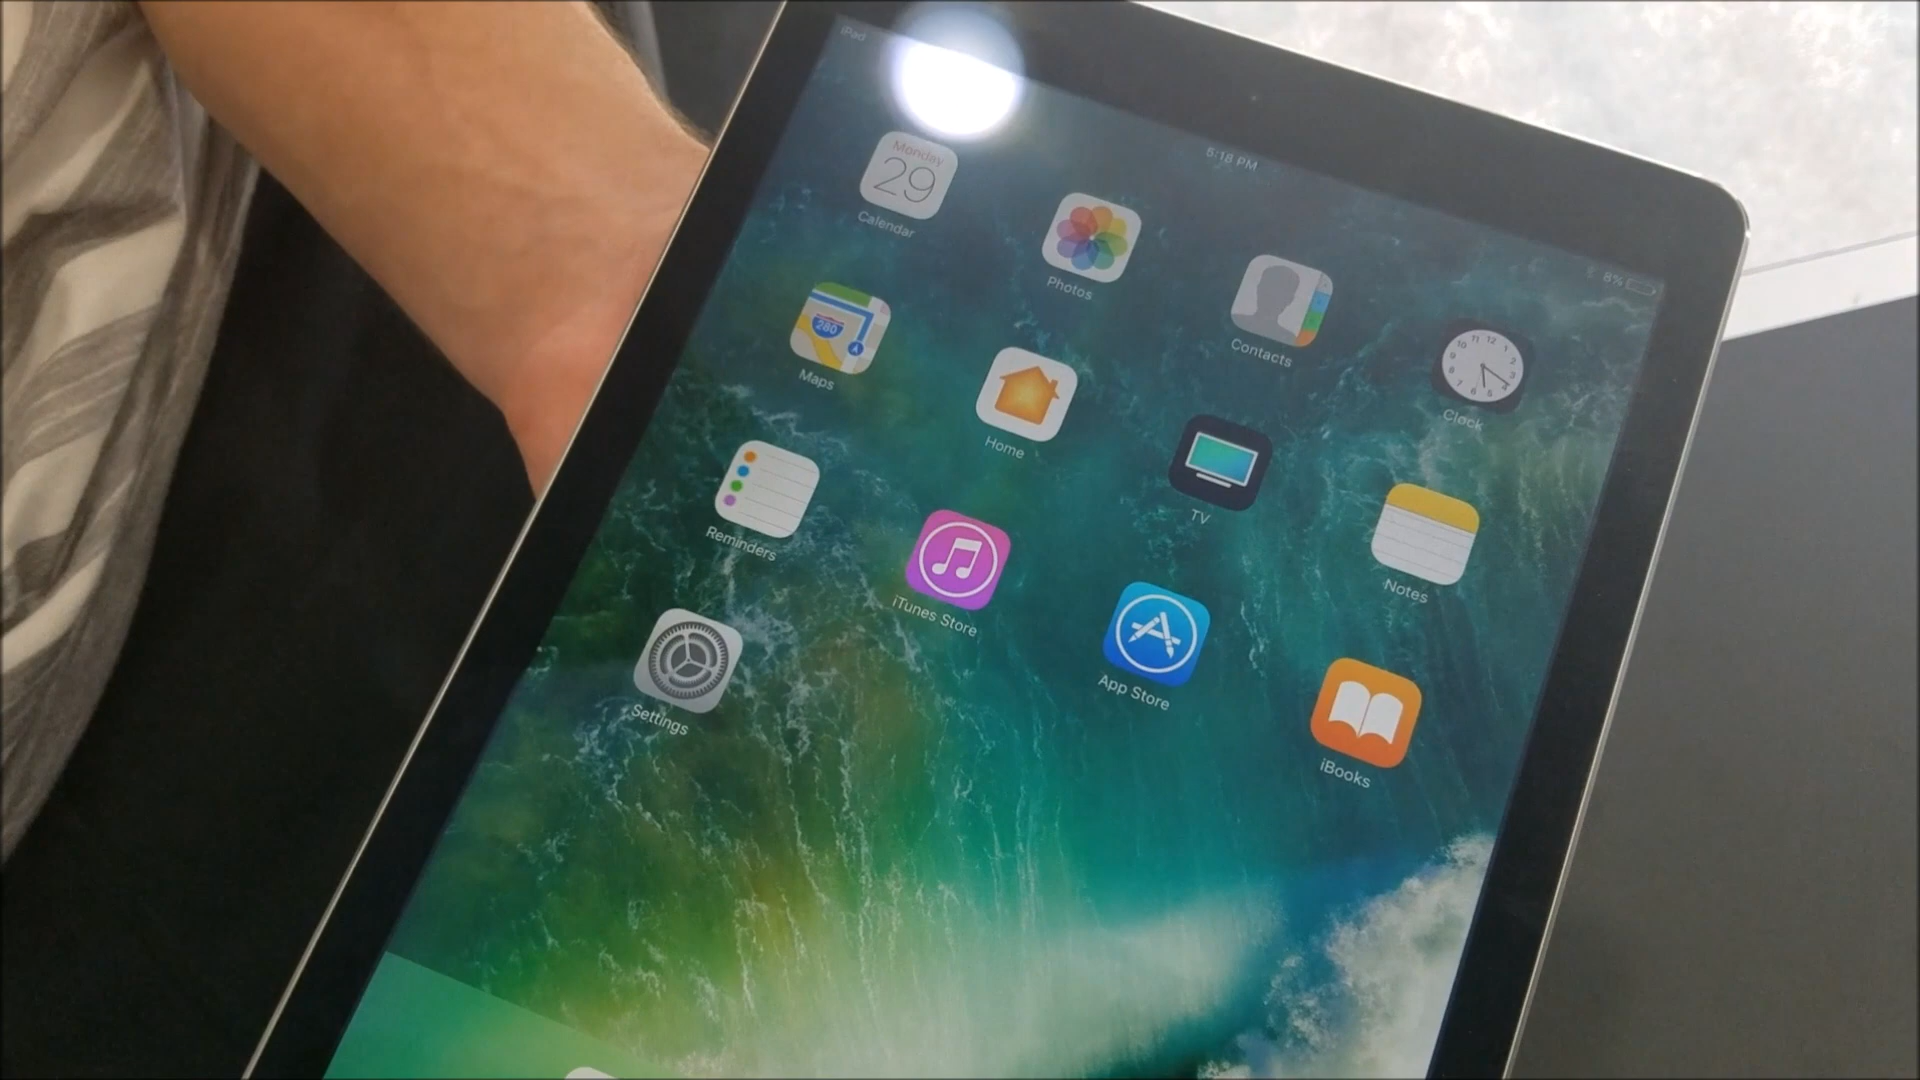 iPad
5:18 PM
8%
Monday
29
Calendar
Photos
Contacts
Clock
280
Maps
Home
TV
Notes
Reminders
iTunes Store
App Store
iBooks
Settings